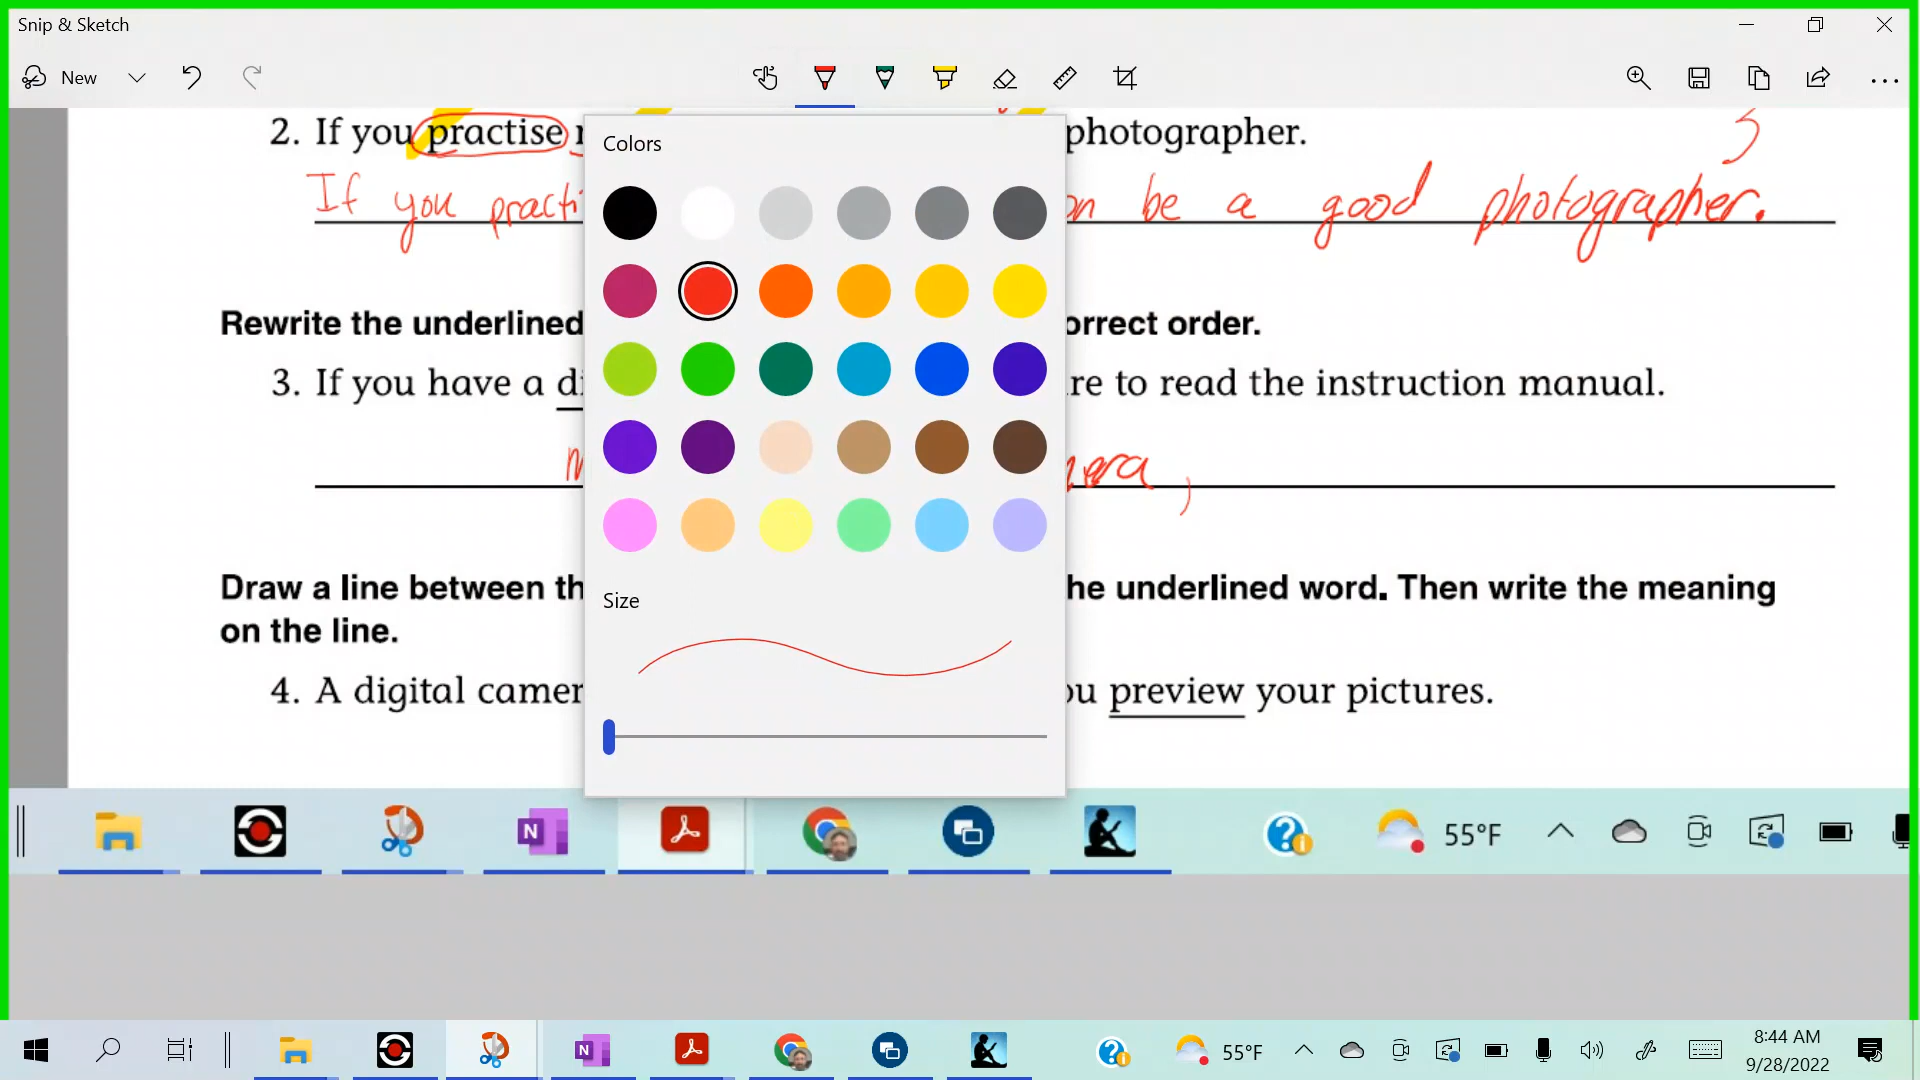 Snip & Sketch
New
2. If you practise photographer.
If you practi be a good photographer.
Colors
Rewrite the underlined orrect order.
3. If you have a di re to read the instruction manual.
era,
Draw a line between th he underlined word. Then write the meaning
on the line.
Size
4. A digital camer ou preview your pictures.
55°F
55°F
8:44 AM
9/28/2022